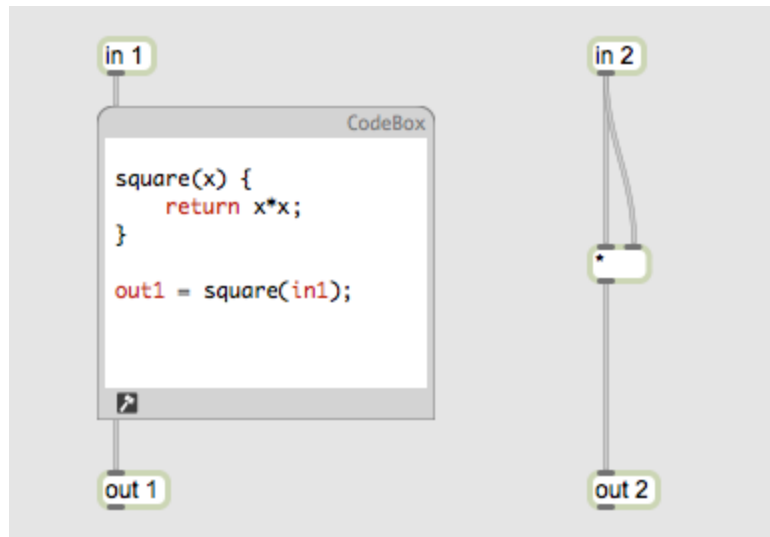 in 1
in 2
CodeBox
square(x) {
    return x*x;
}
out1 = square(in1);
*
out 1
out 2